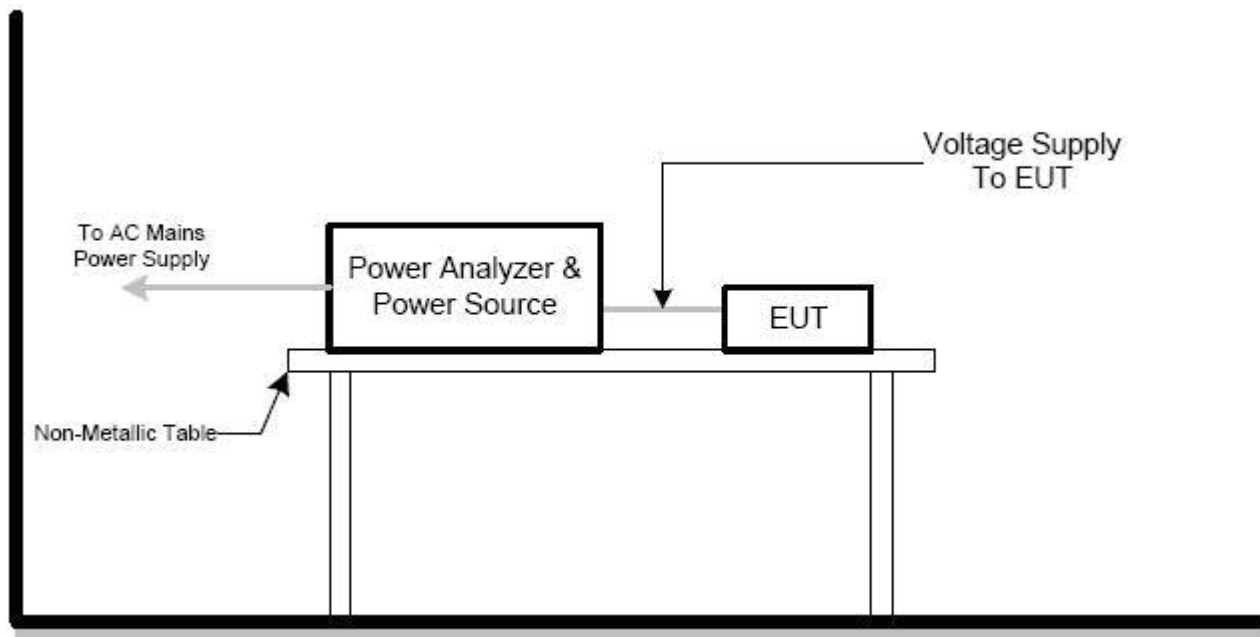 Voltage Supply
To EUT
To AC Mains
Power Supply
Power Analyzer &
Power Source
EUT
Non-Metallic Table